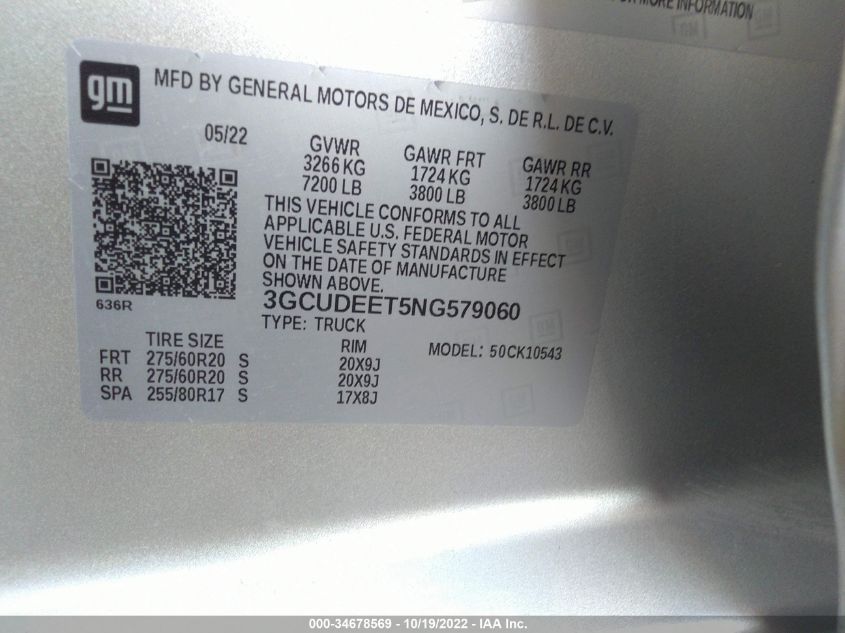 FOR MORE INFORMATION
gm
MFD BY GENERAL MOTORS DE MEXICO, S. DE R.L. DE C.V.
05/22 GVWR GAWR FRT GAWR RR
3266 KG 1724 KG 1724 KG
7200 LB 3800 LB 3800 LB
THIS VEHICLE CONFORMS TO ALL
APPLICABLE U.S. FEDERAL MOTOR
VEHICLE SAFETY STANDARDS IN EFFECT
ON THE DATE OF MANUFACTURE
SHOWN ABOVE.
636R
3GCUDEET5NG579060
TYPE: TRUCK
TIRE SIZE RIM MODEL: 50CK10543
FRT 275/60R20 S 20X9J
RR 275/60R20 S 20X9J
SPA 255/80R17 S 17X8J
000-34678569 - 10/19/2022 - IAA Inc.